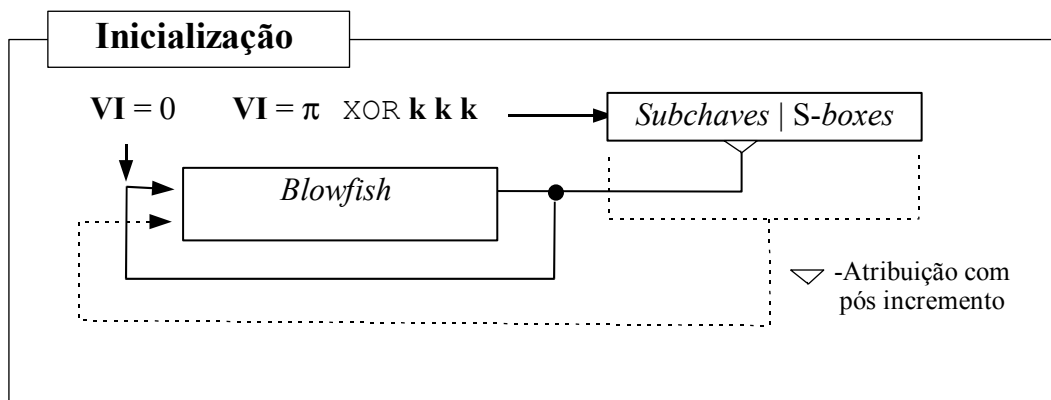 Inicialização
VI = 0 VI = π XOR k k k
Subchaves | S-boxes
Blowfish
-Atribuição com
pós incremento